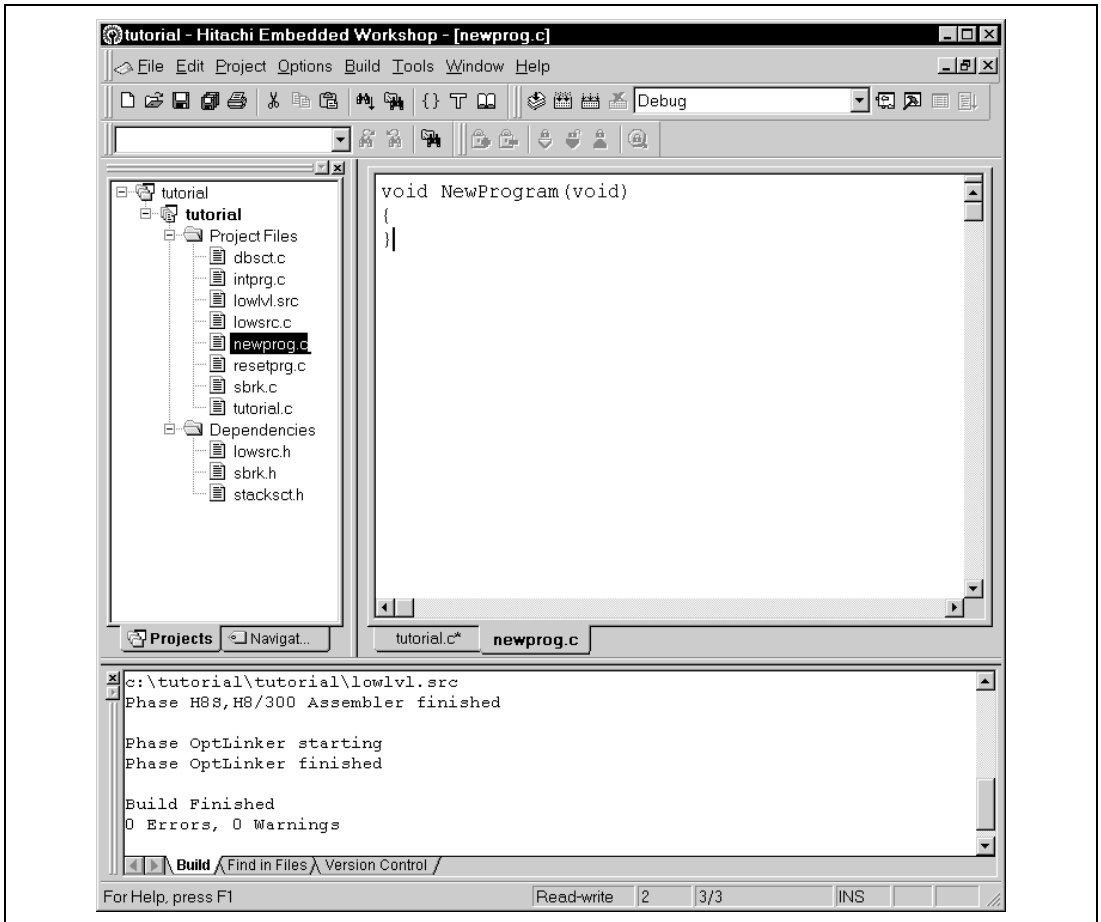 tutorial - Hitachi Embedded Workshop - [newprog.c]
File Edit Project Options Build Tools Window Help
Debug
tutorial
tutorial
Project Files
dbsct.c
intprg.c
lowlvl.src
lowsrc.c
newprog.c
resetprg.c
sbrk.c
tutorial.c
Dependencies
lowsrc.h
sbrk.h
stacksct.h
Projects Navigat...
void NewProgram(void)
{
}
tutorial.c* newprog.c
c:\tutorial\tutorial\lowlvl.src
Phase H8S,H8/300 Assembler finished
Phase OptLinker starting
Phase OptLinker finished
Build Finished
0 Errors, 0 Warnings
Build Find in Files Version Control
For Help, press F1 Read-write 2 3/3 INS